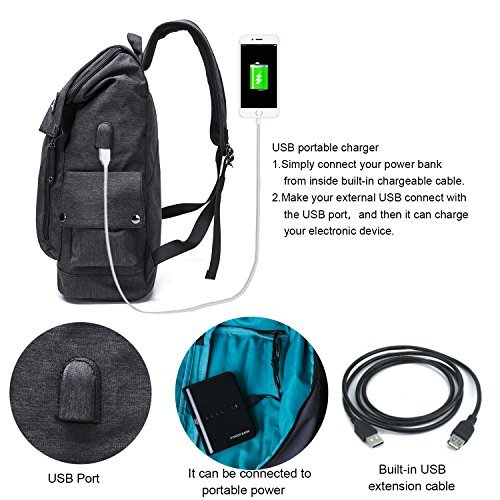 USB portable charger
1.Simply connect your power bank
from inside built-in chargeable cable.
2.Make your external USB connect with
the USB port, and then it can charge
your electronic device.
USB Port
It can be connected to
portable power
POWER BANK
Built-in USB
extension cable